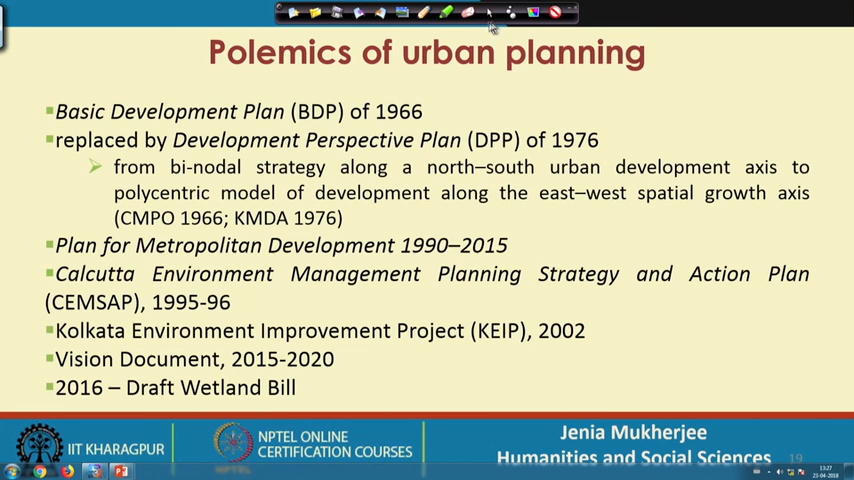 Polemics of urban planning
Basic Development Plan (BDP) of 1966
replaced by Development Perspective Plan (DPP) of 1976
from bi-nodal strategy along a north–south urban development axis to
polycentric model of development along the east–west spatial growth axis
(CMPO 1966; KMDA 1976)
Plan for Metropolitan Development 1990–2015
Calcutta Environment Management Planning Strategy and Action Plan
(CEMSAP), 1995-96
Kolkata Environment Improvement Project (KEIP), 2002
Vision Document, 2015-2020
2016 – Draft Wetland Bill
IIT KHARAGPUR
NPTEL ONLINE
CERTIFICATION COURSES
Jenia Mukherjee
Humanities and Social Sciences
19
13:27
23-04-2018